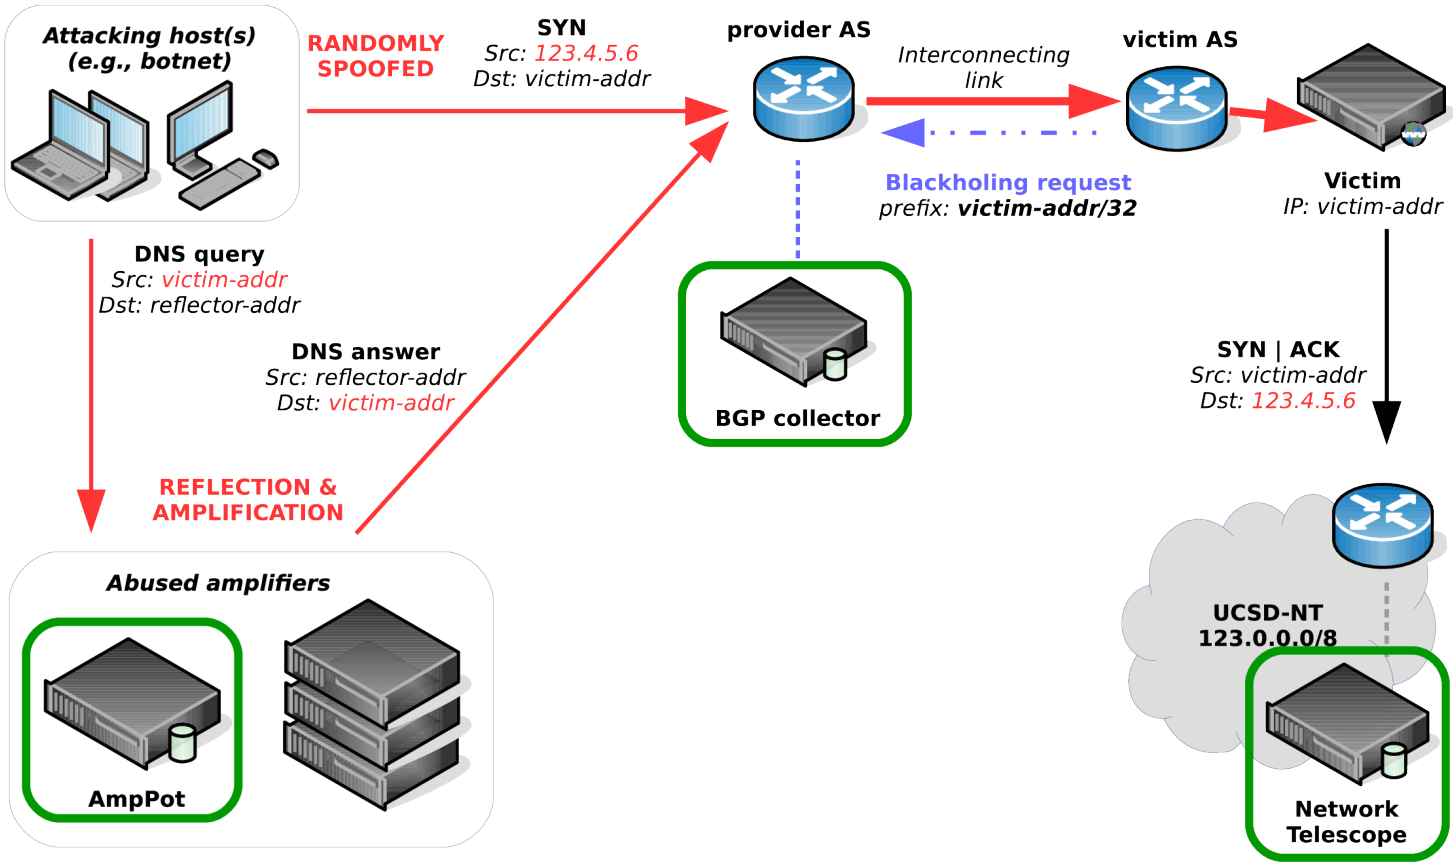 Attacking host(s)
(e.g., botnet)
RANDOMLY
SPOOFED
SYN
Src: 123.4.5.6
Dst: victim-addr
provider AS
Interconnecting
link
victim AS
Blackholing request
prefix: victim-addr/32
Victim
IP: victim-addr
DNS query
Src: victim-addr
Dst: reflector-addr
DNS answer
Src: reflector-addr
Dst: victim-addr
BGP collector
SYN | ACK
Src: victim-addr
Dst: 123.4.5.6
REFLECTION &
AMPLIFICATION
Abused amplifiers
AmpPot
UCSD-NT
123.0.0.0/8
Network
Telescope